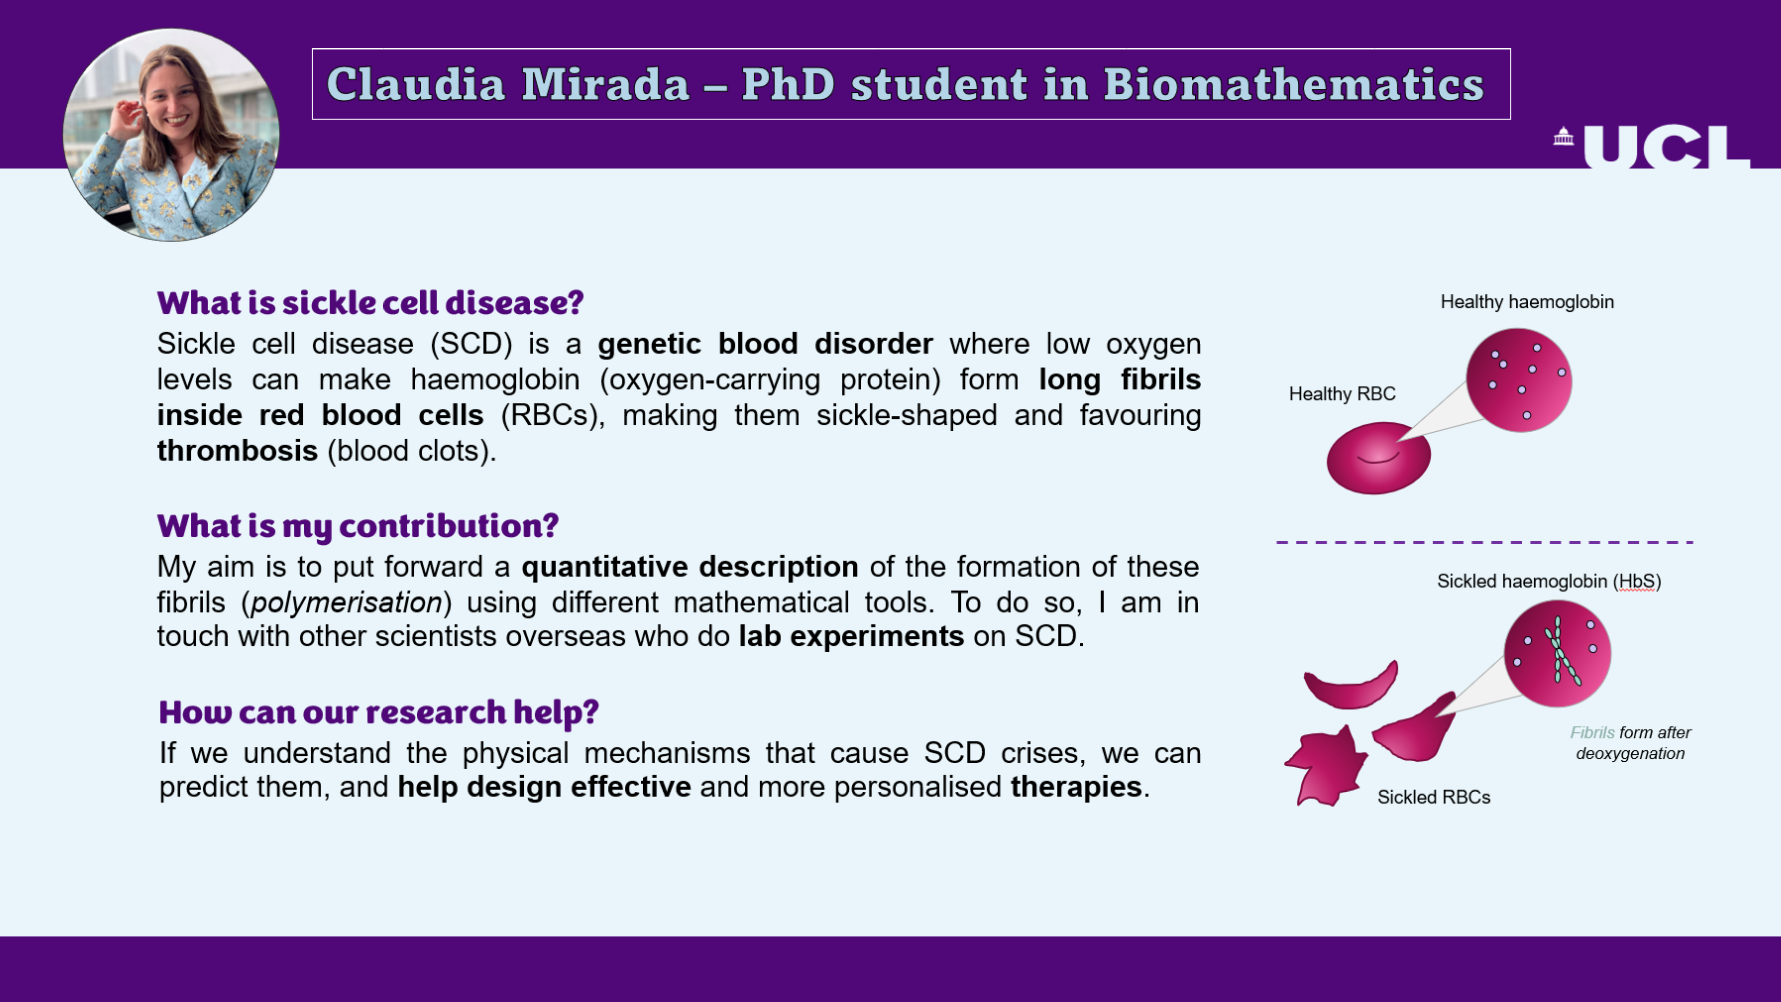 Claudia Mirada – PhD student in Biomathematics
UCL
What is sickle cell disease?
Sickle cell disease (SCD) is a genetic blood disorder where low oxygen
levels can make haemoglobin (oxygen-carrying protein) form long fibrils
inside red blood cells (RBCs), making them sickle-shaped and favouring
thrombosis (blood clots).
What is my contribution?
My aim is to put forward a quantitative description of the formation of these
fibrils (polymerisation) using different mathematical tools. To do so, I am in
touch with other scientists overseas who do lab experiments on SCD.
How can our research help?
If we understand the physical mechanisms that cause SCD crises, we can
predict them, and help design effective and more personalised therapies.
Healthy haemoglobin
Healthy RBC
Sickled haemoglobin (HbS)
Fibrils form after
deoxygenation
Sickled RBCs